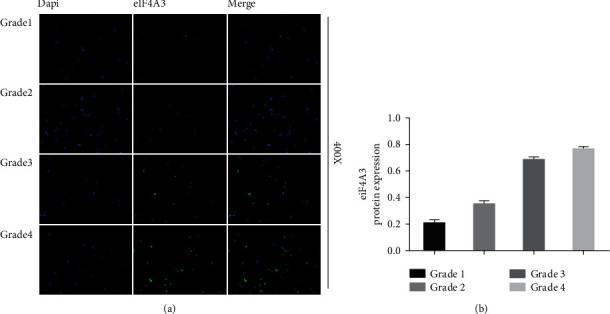 Dapi eIF4A3 Merge
Grade1
Grade2
Grade3
Grade4
400X
(a)
eiF4A3
protein expression
1.0
0.8
0.6
0.4
0.2
0.0
Grade 1
Grade 2
Grade 3
Grade 4
(b)